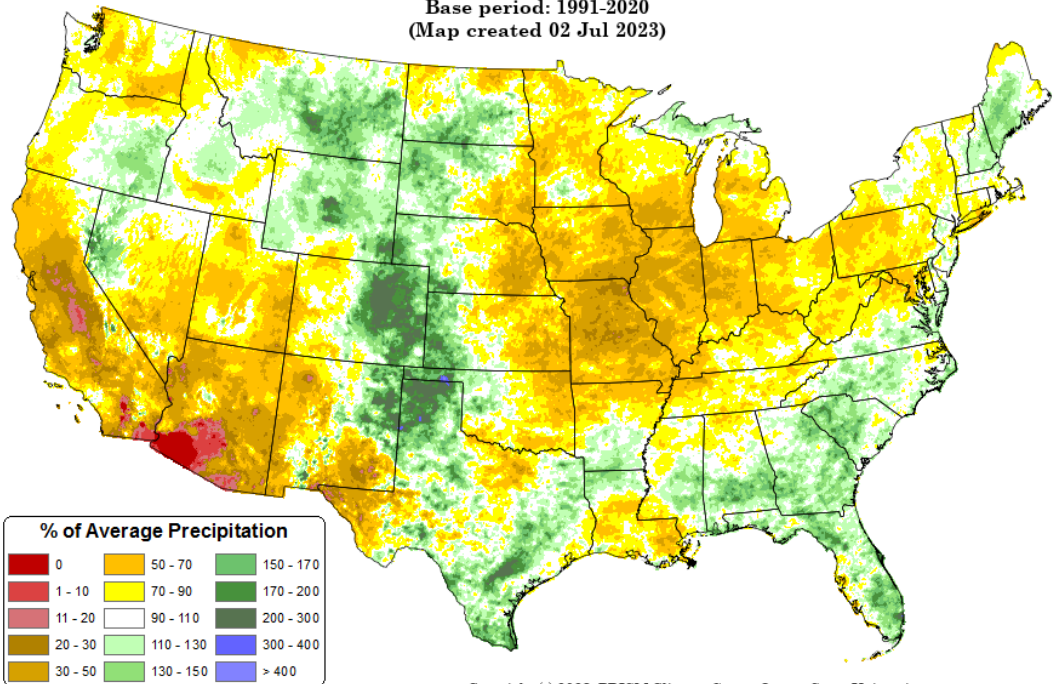 Base period: 1991-2020
(Map created 02 Jul 2023)
% of Average Precipitation
0
1 - 10
11 - 20
20 - 30
30 - 50
50 - 70
70 - 90
90 - 110
110 - 130
130 - 150
150 - 170
170 - 200
200 - 300
300 - 400
> 400